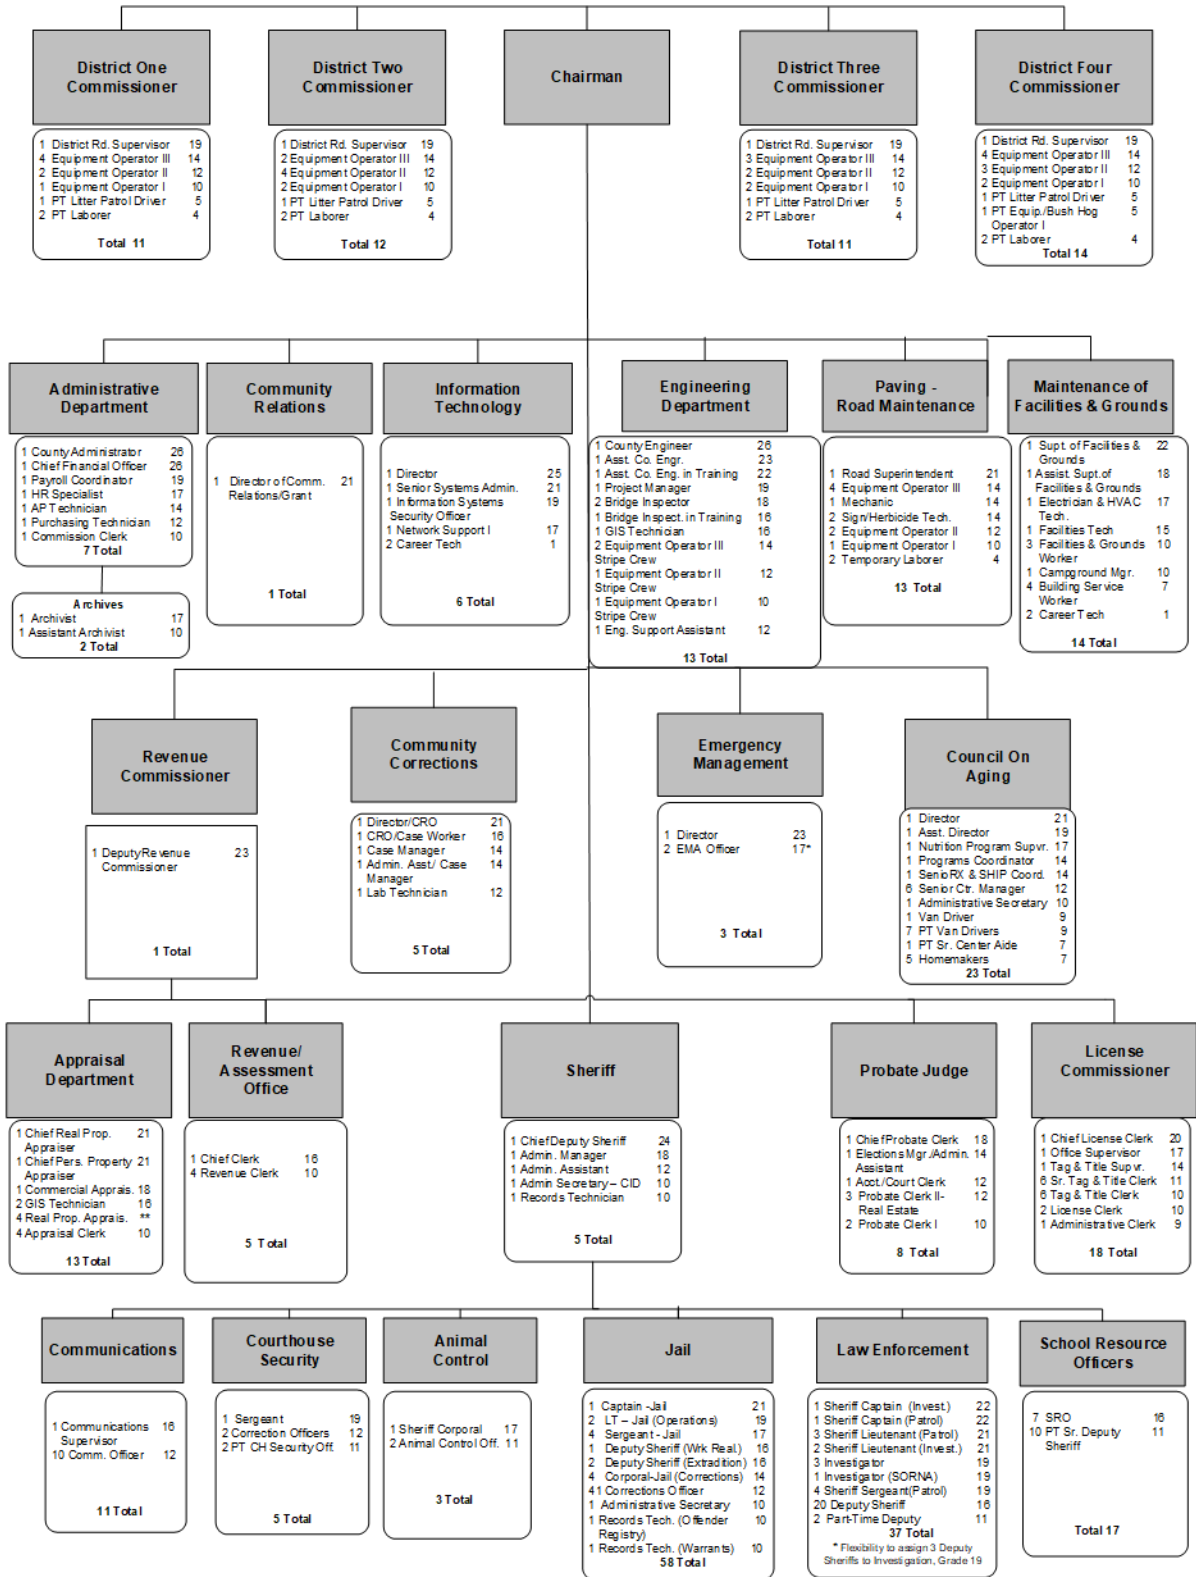 District One
Commissioner
1 District Rd. Supervisor 19
4 Equipment Operator III 14
2 Equipment Operator II 12
1 Equipment Operator I 10
1 PT Litter Patrol Driver 5
2 PT Laborer 4
Total 11
District Two
Commissioner
1 District Rd. Supervisor 19
2 Equipment Operator III 14
4 Equipment Operator II 12
2 Equipment Operator I 10
1 PT Litter Patrol Driver 5
2 PT Laborer 4
Total 12
Chairman
District Three
Commissioner
1 District Rd. Supervisor 19
3 Equipment Operator III 14
2 Equipment Operator II 12
2 Equipment Operator I 10
1 PT Litter Patrol Driver 5
2 PT Laborer 4
Total 11
District Four
Commissioner
1 District Rd. Supervisor 19
4 Equipment Operator III 14
3 Equipment Operator II 12
2 Equipment Operator I 10
1 PT Litter Patrol Driver 5
1 PT Equip./Bush Hog 5
Operator I
2 PT Laborer 4
Total 14
Administrative
Department
1 County Administrator 26
1 Chief Financial Officer 26
1 Payroll Coordinator 19
1 HR Specialist 17
1 AP Technician 14
1 Purchasing Technician 12
1 Commission Clerk 10
7 Total
Archives
1 Archivist 17
1 Assistant Archivist 10
2 Total
Community
Relations
1 Director of Comm. 21
Relations/Grant
1 Total
Information
Technology
1 Director 25
1 Senior Systems Admin. 21
1 Information Systems 19
Security Officer
1 Network Support I 17
2 Career Tech 1
6 Total
Engineering
Department
1 County Engineer 26
1 Asst. Co. Engr. 23
1 Asst. Co. Eng. in Training 22
1 Project Manager 19
2 Bridge Inspector 18
1 Bridge Inspect. in Training 16
1 GIS Technician 16
2 Equipment Operator III 14
Stripe Crew
1 Equipment Operator II 12
Stripe Crew
1 Equipment Operator I 10
Stripe Crew
1 Eng. Support Assistant 12
13 Total
Paving -
Road Maintenance
1 Road Superintendent 21
4 Equipment Operator III 14
1 Mechanic 14
2 Sign/Herbicide Tech. 14
2 Equipment Operator II 12
1 Equipment Operator I 10
2 Temporary Laborer 4
13 Total
Maintenance of
Facilities & Grounds
1 Supt. of Facilities & 22
Grounds
1 Assist. Supt. of 18
Facilities & Grounds
1 Electrician & HVAC 17
Tech.
1 Facilities Tech 15
3 Facilities & Grounds 10
Worker
1 Campground Mgr. 10
4 Building Service 7
Worker
2 Career Tech 1
14 Total
Revenue
Commissioner
1 Deputy Revenue 23
Commissioner
1 Total
Community
Corrections
1 Director/CRO 21
1 CRO/Case Worker 16
1 Case Manager 14
1 Admin. Asst./ Case 14
Manager
1 Lab Technician 12
5 Total
Emergency
Management
1 Director 23
2 EMA Officer 17*
3 Total
Council On
Aging
1 Director 21
1 Asst. Director 19
1 Nutrition Program Supvr. 17
1 Programs Coordinator 14
1 SenioRX & SHIP Coord. 14
6 Senior Ctr. Manager 12
1 Administrative Secretary 10
1 Van Driver 9
7 PT Van Drivers 9
1 PT Sr. Center Aide 7
5 Homemakers 7
23 Total
Appraisal
Department
1 Chief Real Prop. 21
Appraiser
1 Chief Pers. Property 21
Appraiser
1 Commercial Apprais. 18
2 GIS Technician 16
4 Real Prop. Apprais. **
4 Appraisal Clerk 10
13 Total
Revenue/
Assessment
Office
1 Chief Clerk 16
4 Revenue Clerk 10
5 Total
Sheriff
1 Chief Deputy Sheriff 24
1 Admin. Manager 18
1 Admin. Assistant 12
1 Admin Secretary – CID 10
1 Records Technician 10
5 Total
Probate Judge
1 Chief Probate Clerk 18
1 Elections Mgr./Admin. 14
Assistant
1 Acct./Court Clerk 12
3 Probate Clerk II- 12
Real Estate
2 Probate Clerk I 10
8 Total
License
Commissioner
1 Chief License Clerk 20
1 Office Supervisor 17
1 Tag & Title Supvr. 14
6 Sr. Tag & Title Clerk 11
6 Tag & Title Clerk 10
2 License Clerk 10
1 Administrative Clerk 9
18 Total
Communications
1 Communications 16
Supervisor
10 Comm. Officer 12
11 Total
Courthouse
Security
1 Sergeant 19
2 Correction Officers 12
2 PT CH Security Off. 11
5 Total
Animal
Control
1 Sheriff Corporal 17
2 Animal Control Off. 11
3 Total
Jail
1 Captain -Jail 21
2 LT – Jail (Operations) 19
4 Sergeant - Jail 17
1 Deputy Sheriff (Wrk Real.) 16
2 Deputy Sheriff (Extradition) 16
4 Corporal-Jail (Corrections) 14
41 Corrections Officer 12
1 Administrative Secretary 10
1 Records Tech. (Offender 10
Registry)
1 Records Tech. (Warrants) 10
58 Total
Law Enforcement
1 Sheriff Captain (Invest.) 22
1 Sheriff Captain (Patrol) 22
3 Sheriff Lieutenant (Patrol) 21
2 Sheriff Lieutenant (Invest.) 21
3 Investigator 19
1 Investigator (SORNA) 19
4 Sheriff Sergeant(Patrol) 19
20 Deputy Sheriff 16
2 Part-Time Deputy 11
37 Total
* Flexibility to assign 3 Deputy
Sheriffs to Investigation, Grade 19
School Resource
Officers
7 SRO 16
10 PT Sr. Deputy 11
Sheriff
Total 17